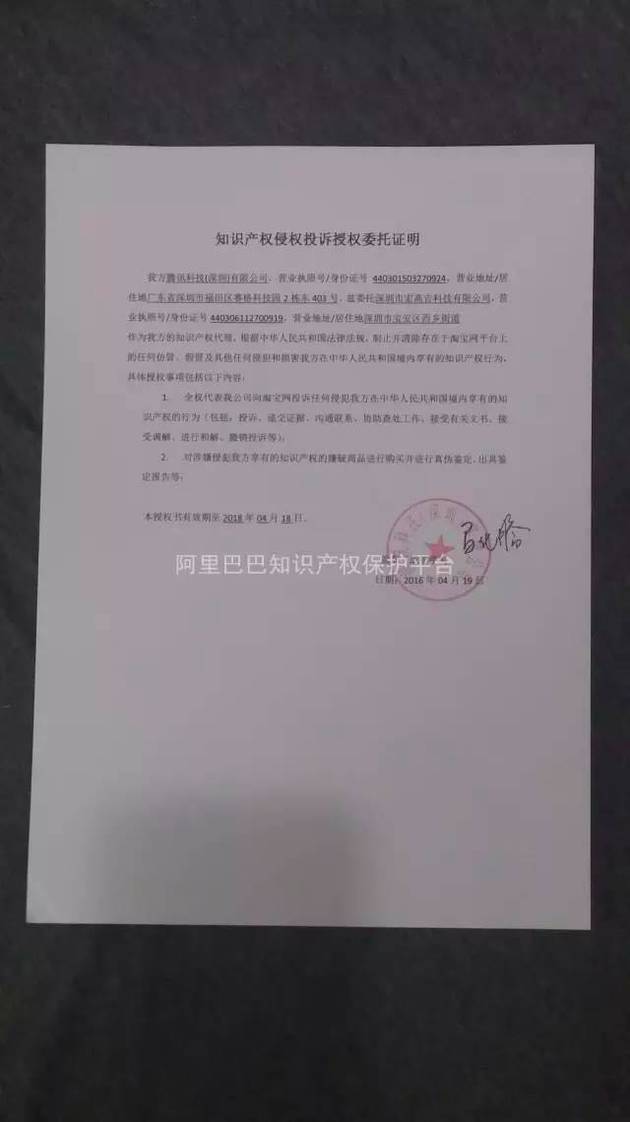 知识产权侵权投诉授权委托证明
我方腾讯科技(深圳)有限公司，营业执照号/身份证号 440301503270924，营业地址/居
住地广东省深圳市福田区赛格科技园 2 栋东 403 号，兹委托深圳市宏高吉科技有限公司，营
业执照号/身份证号 440306112700919，营业地址/居住地深圳市宝安区西乡街道
作为我方的知识产权代理，根据中华人民共和国法律法规，制止并清除存在于淘宝网平台上
的任何仿冒、假冒及其他任何侵犯和损害我方在中华人民共和国境内享有的知识产权行为，
具体授权事项包括以下内容：
1. 全权代表我公司向淘宝网投诉任何侵犯我方在中华人民共和国境内享有的知
识产权的行为（包括：投诉、递交证据、沟通联系、协助查处工作、接受有关文书、接
受调解、进行和解、撤销投诉等）；
2. 对涉嫌侵犯我方享有的知识产权的嫌疑商品进行购买并进行真伪鉴定、出具鉴
定报告等；
本授权书有效期至 2018 年 04 月 18 日。
马化腾
阿里巴巴知识产权保护平台
日期：2016 年 04 月 19 日